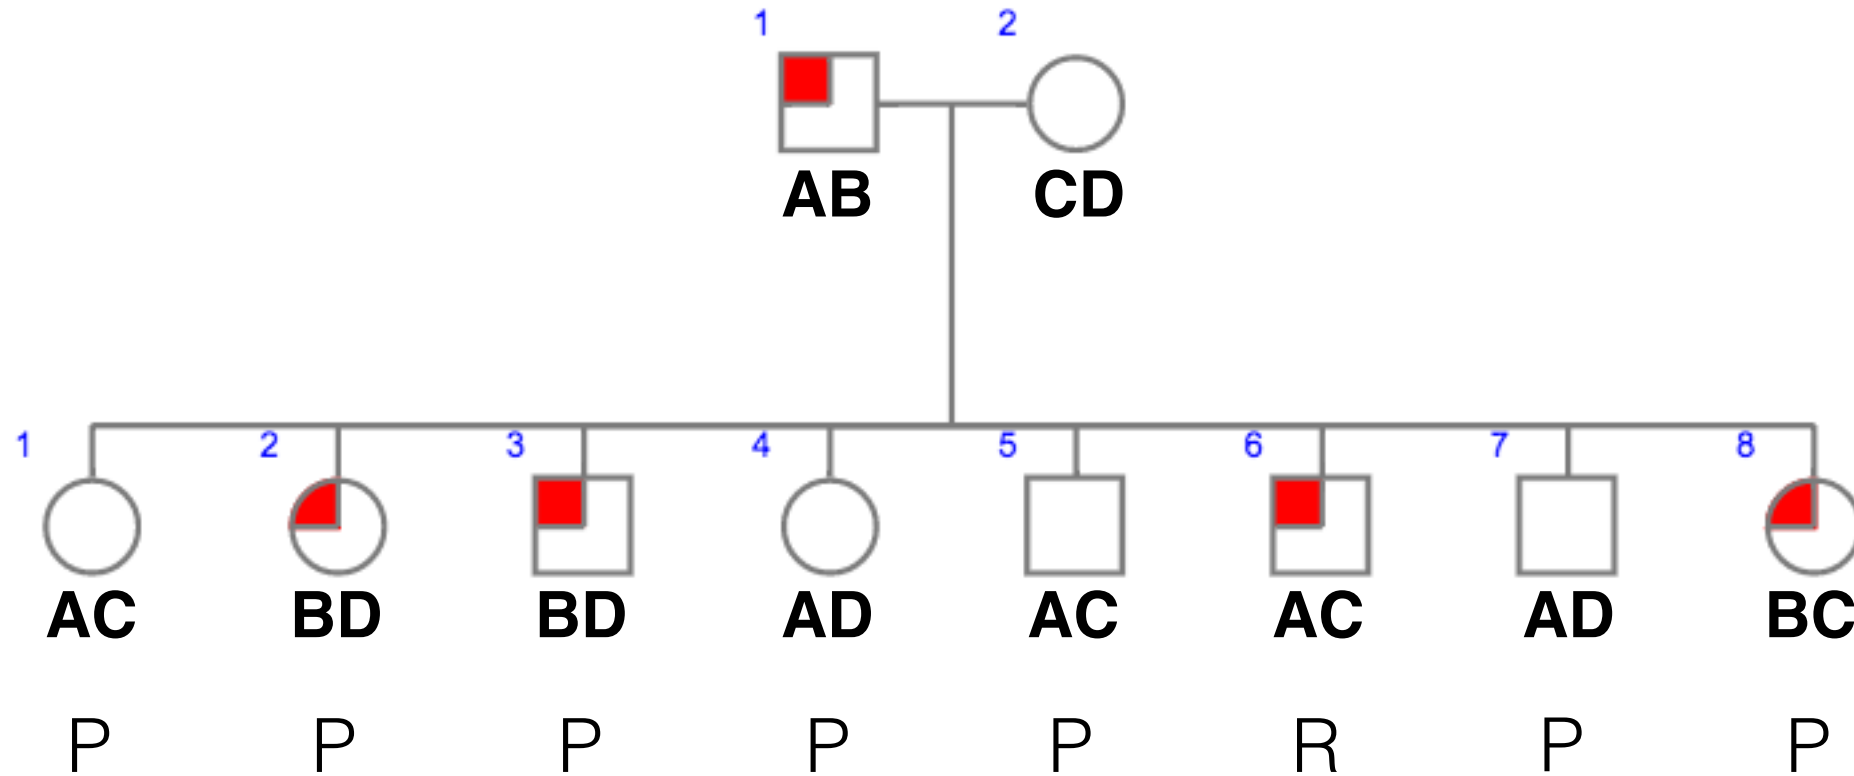 1 2
AB CD
1 2 3 4 5 6 7 8
AC BD BD AD AC AC AD BC
P P P P P R P P